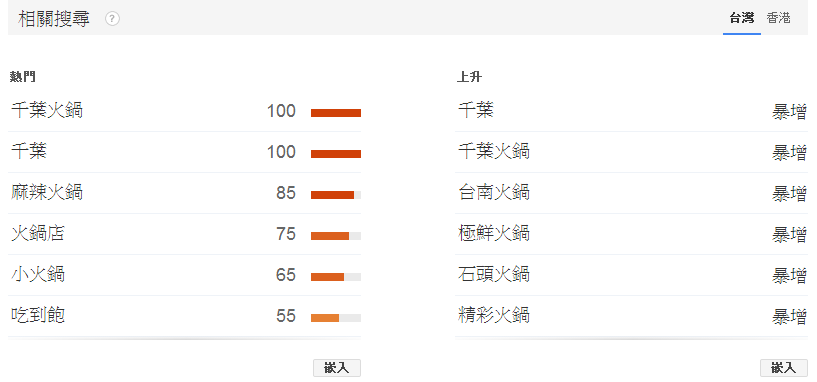 相關搜尋 ?
台灣 香港
熱門
千葉火鍋 100
千葉 100
麻辣火鍋 85
火鍋店 75
小火鍋 65
吃到飽 55
嵌入
上升
千葉 暴增
千葉火鍋 暴增
台南火鍋 暴增
極鮮火鍋 暴增
石頭火鍋 暴增
精彩火鍋 暴增
嵌入